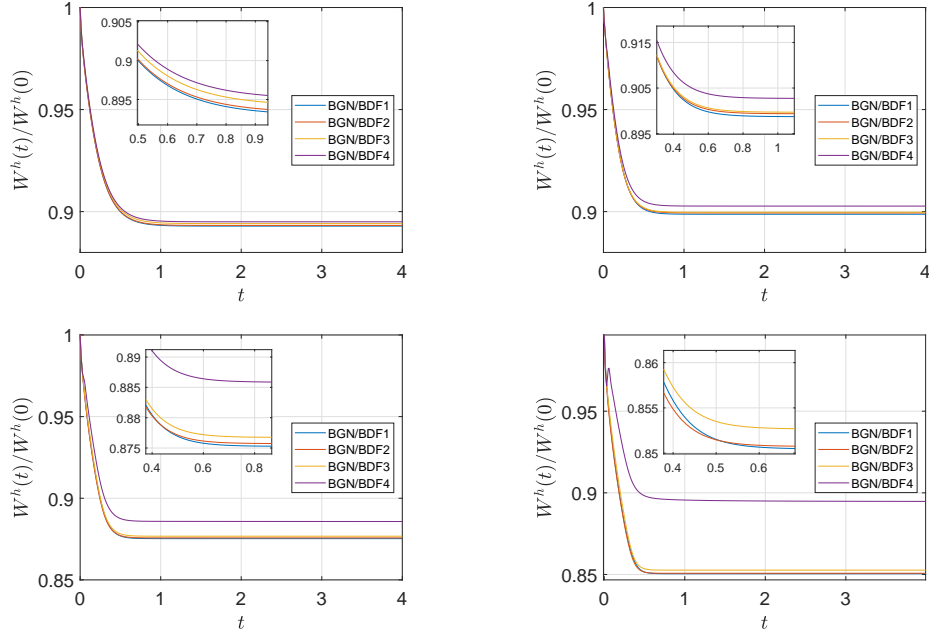 W^h(t)/W^h(0)
1
0.95
0.9
0.905
0.9
0.895
0.5 0.6 0.7 0.8 0.9
BGN/BDF1
BGN/BDF2
BGN/BDF3
BGN/BDF4
0 1 2 3 4
t
W^h(t)/W^h(0)
1
0.95
0.9
0.915
0.905
0.895
0.4 0.6 0.8 1
BGN/BDF1
BGN/BDF2
BGN/BDF3
BGN/BDF4
0 1 2 3 4
t
W^h(t)/W^h(0)
1
0.95
0.9
0.85
0.89
0.885
0.88
0.875
0.4 0.6 0.8
BGN/BDF1
BGN/BDF2
BGN/BDF3
BGN/BDF4
0 1 2 3 4
t
W^h(t)/W^h(0)
0.95
0.9
0.85
0.86
0.855
0.85
0.4 0.5 0.6
BGN/BDF1
BGN/BDF2
BGN/BDF3
BGN/BDF4
0 1 2 3 4
t